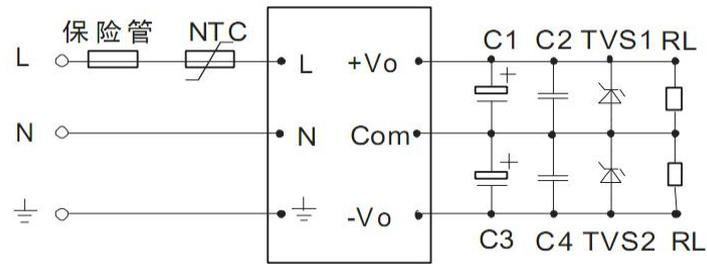 保险管 NTC C1 C2 TVS1 RL
L L +Vo +
N N Com
+
-Vo
C3 C4 TVS2 RL